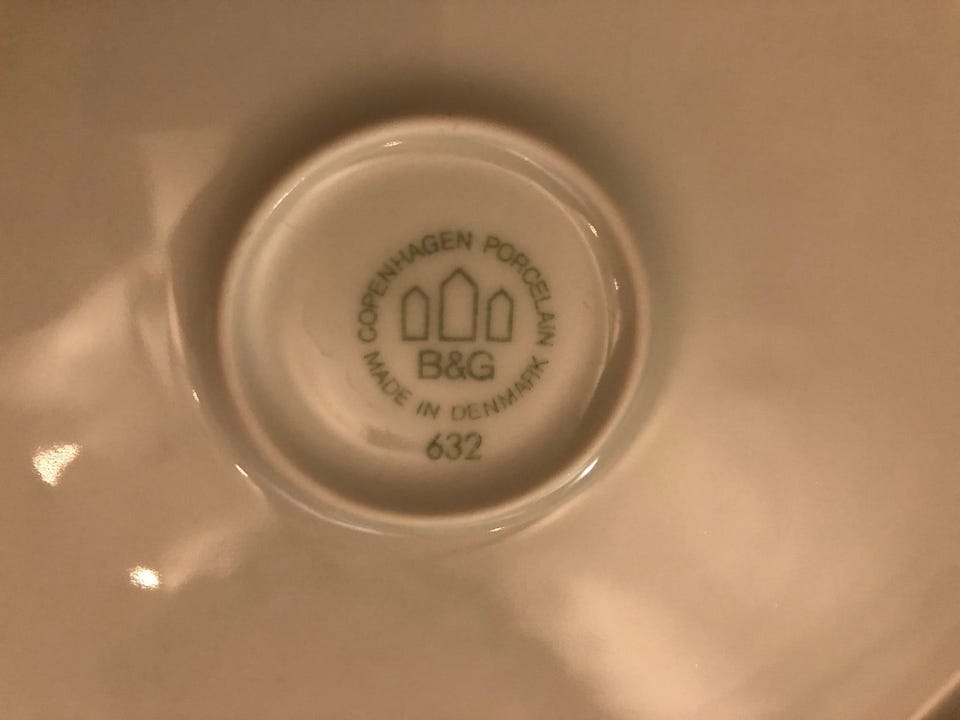 COPENHAGEN PORCELAIN
B&G
MADE IN DENMARK
632